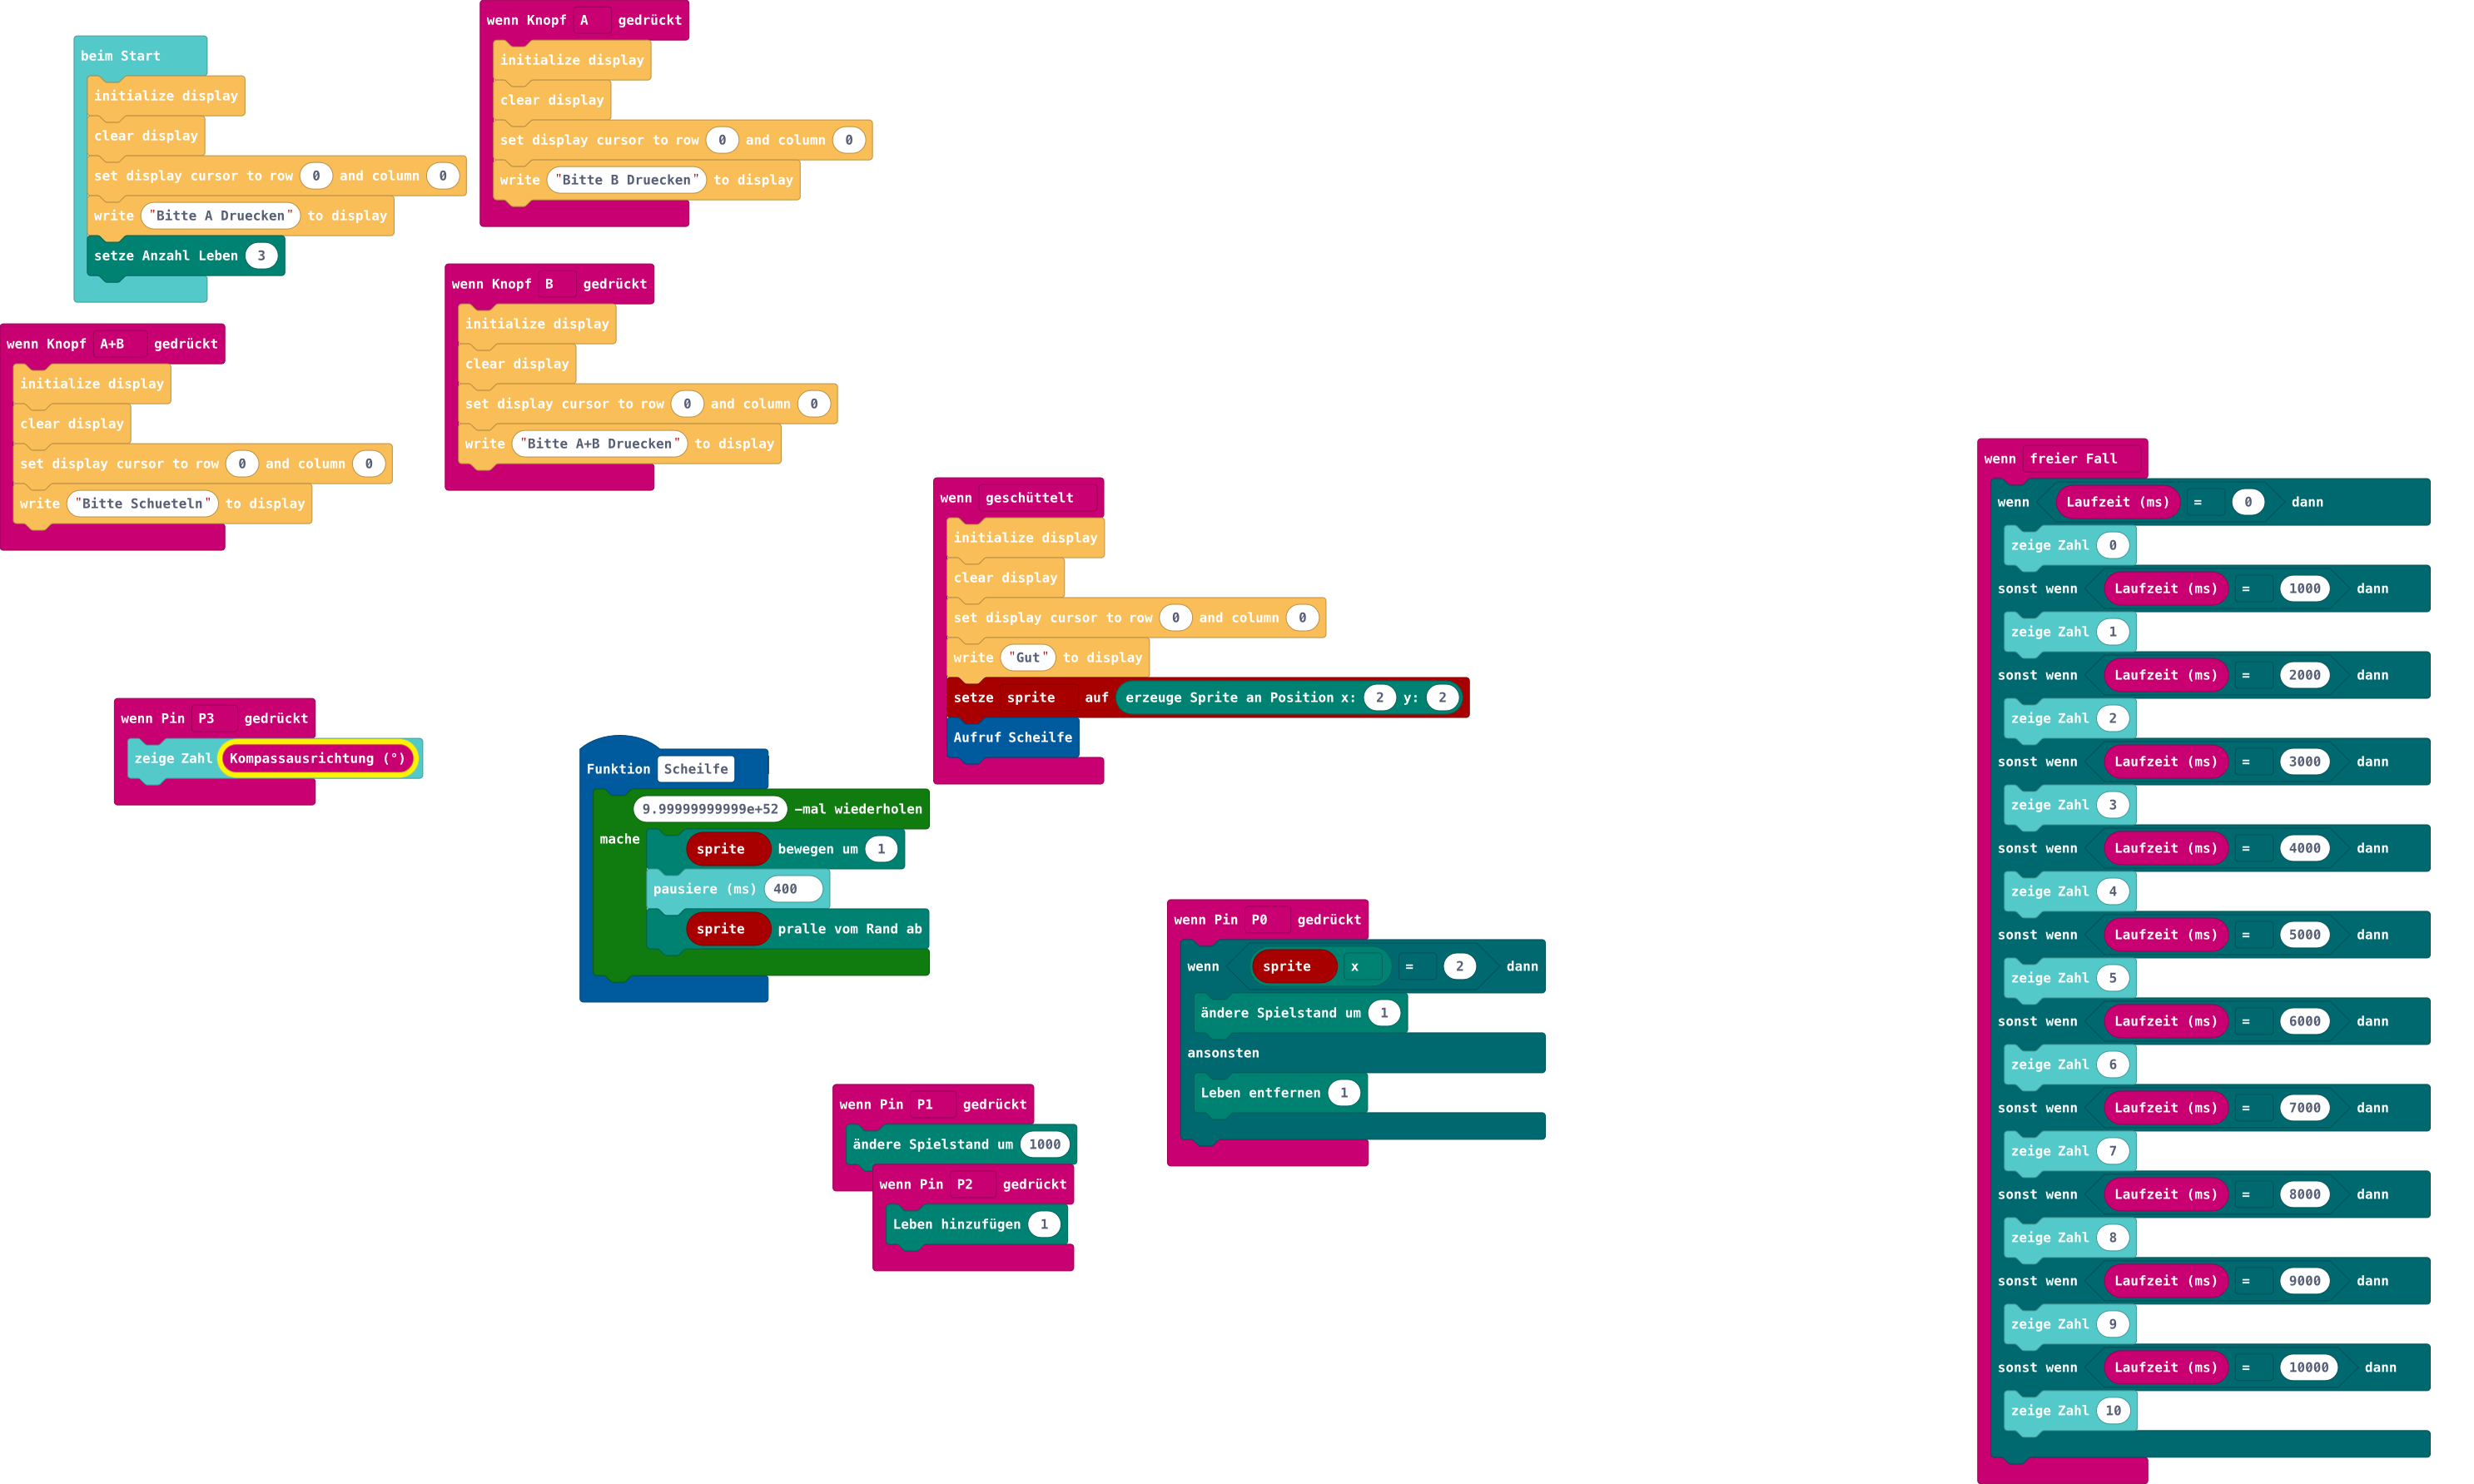 beim Start
initialize display
clear display
set display cursor to row 0 and column 0
write "Bitte A Druecken" to display
setze Anzahl Leben 3
wenn Knopf A gedrückt
initialize display
clear display
set display cursor to row 0 and column 0
write "Bitte B Druecken" to display
wenn Knopf B gedrückt
initialize display
clear display
set display cursor to row 0 and column 0
write "Bitte A+B Druecken" to display
wenn Knopf A+B gedrückt
initialize display
clear display
set display cursor to row 0 and column 0
write "Bitte Schueteln" to display
wenn geschüttelt
initialize display
clear display
set display cursor to row 0 and column 0
write "Gut" to display
setze sprite auf erzeuge Sprite an Position x: 2 y: 2
Aufruf Scheilfe
wenn Pin P3 gedrückt
zeige Zahl Kompassausrichtung (°)
Funktion Scheilfe
9.99999999999e+52 –mal wiederholen
mache
sprite bewegen um 1
pausiere (ms) 400
sprite pralle vom Rand ab
wenn Pin P0 gedrückt
wenn sprite x = 2 dann
ändere Spielstand um 1
ansonsten
Leben entfernen 1
wenn Pin P1 gedrückt
ändere Spielstand um 1000
wenn Pin P2 gedrückt
Leben hinzufügen 1
wenn freier Fall
wenn Laufzeit (ms) = 0 dann
zeige Zahl 0
sonst wenn Laufzeit (ms) = 1000 dann
zeige Zahl 1
sonst wenn Laufzeit (ms) = 2000 dann
zeige Zahl 2
sonst wenn Laufzeit (ms) = 3000 dann
zeige Zahl 3
sonst wenn Laufzeit (ms) = 4000 dann
zeige Zahl 4
sonst wenn Laufzeit (ms) = 5000 dann
zeige Zahl 5
sonst wenn Laufzeit (ms) = 6000 dann
zeige Zahl 6
sonst wenn Laufzeit (ms) = 7000 dann
zeige Zahl 7
sonst wenn Laufzeit (ms) = 8000 dann
zeige Zahl 8
sonst wenn Laufzeit (ms) = 9000 dann
zeige Zahl 9
sonst wenn Laufzeit (ms) = 10000 dann
zeige Zahl 10